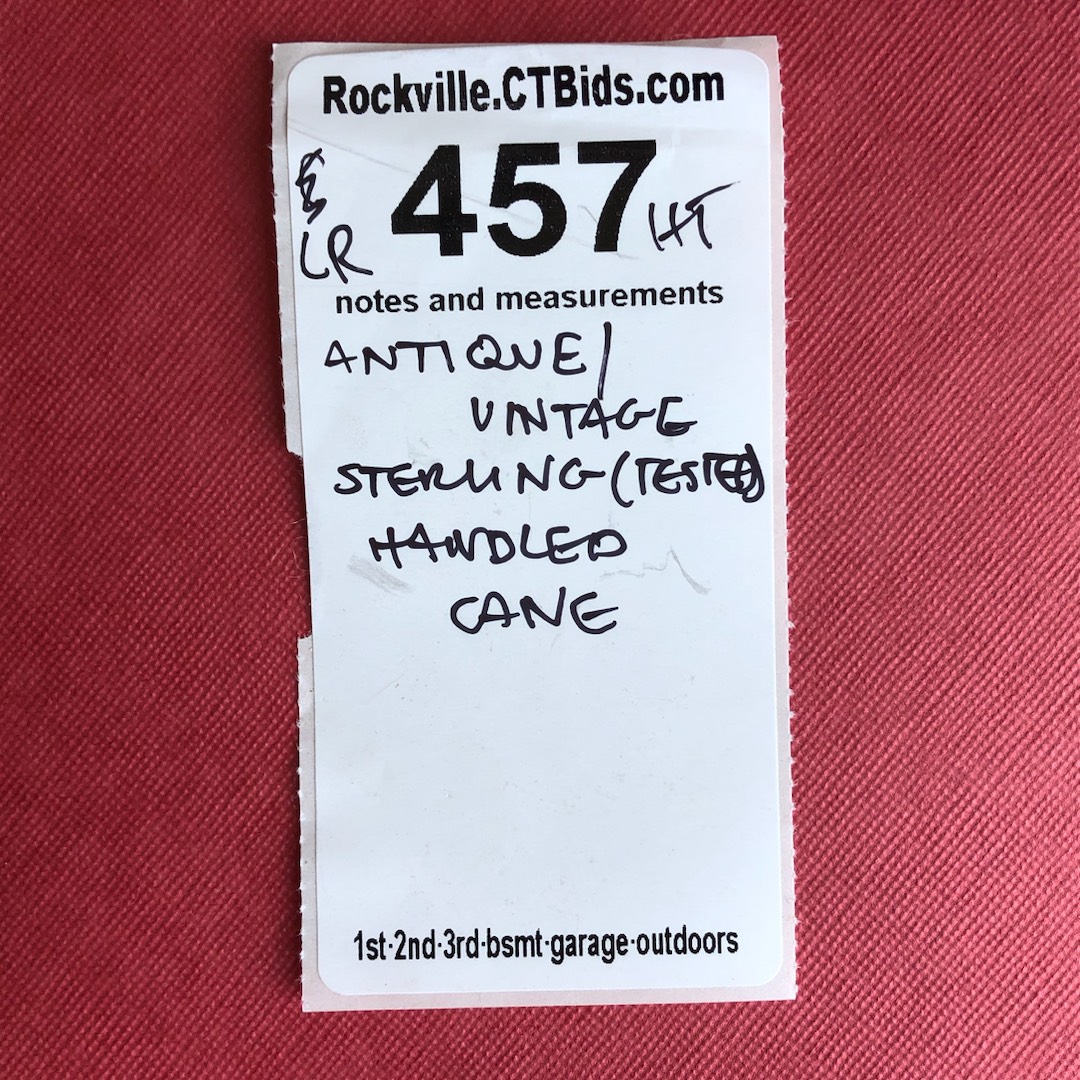 Rockville.CTBids.com
457 HT
LR
notes and measurements
ANTIQUE/
VINTAGE
STERLING (TESTED)
HANDLED
CANE
1st·2nd·3rd·bsmt·garage·outdoors